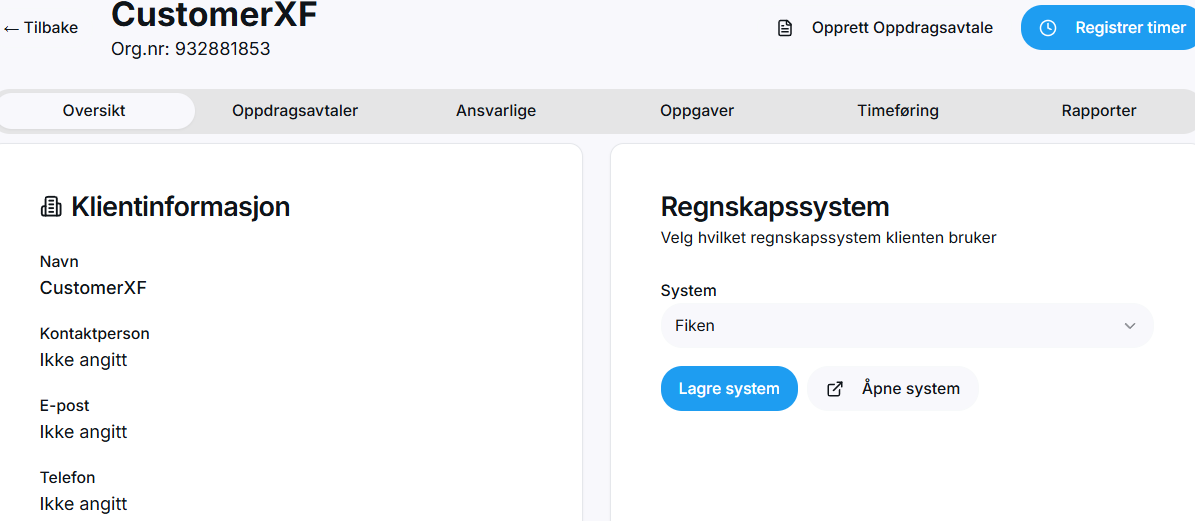 ← Tilbake
CustomerXF
Org.nr: 932881853
Opprett Oppdragsavtale
Registrer timer
Oversikt
Oppdragsavtaler
Ansvarlige
Oppgaver
Timeføring
Rapporter
Klientinformasjon
Navn
CustomerXF
Kontaktperson
Ikke angitt
E-post
Ikke angitt
Telefon
Ikke angitt
Regnskapssystem
Velg hvilket regnskapssystem klienten bruker
System
Fiken
Lagre system
Åpne system